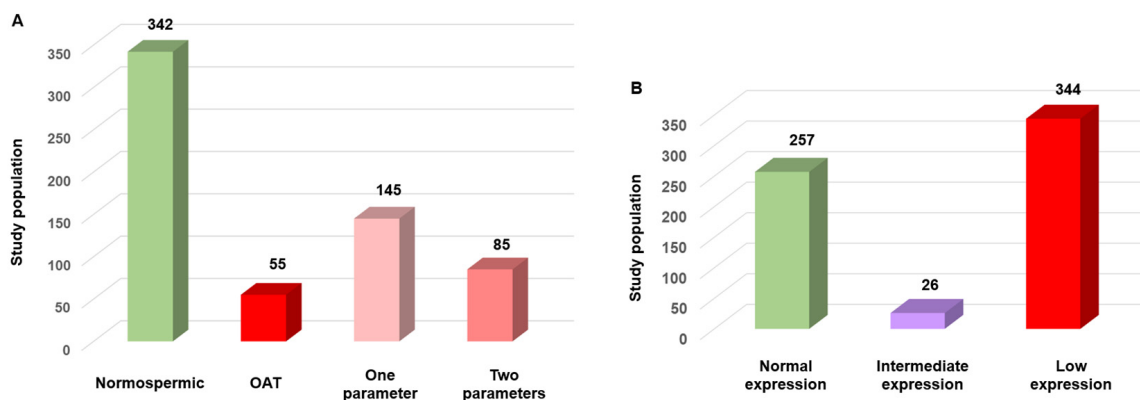 A
342
350
300
250
200
150
100
50
0
Study population
55
145
85
Normospermic
OAT
One
parameter
Two
parameters
B
344
257
26
350
300
250
200
150
100
50
0
Study population
Normal
expression
Intermediate
expression
Low
expression